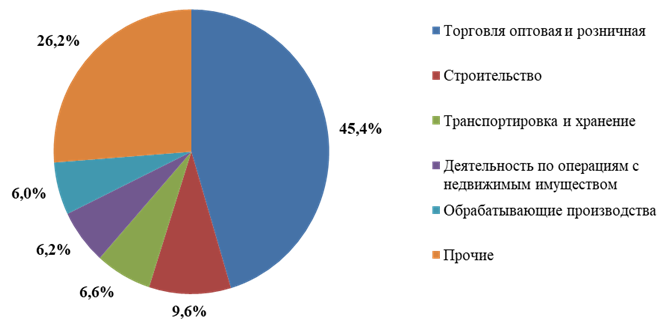 26,2%
45,4%
6,0%
6,2%
6,6%
9,6%
Торговля оптовая и розничная
Строительство
Транспортировка и хранение
Деятельность по операциям с
недвижимым имуществом
Обрабатывающие производства
Прочие